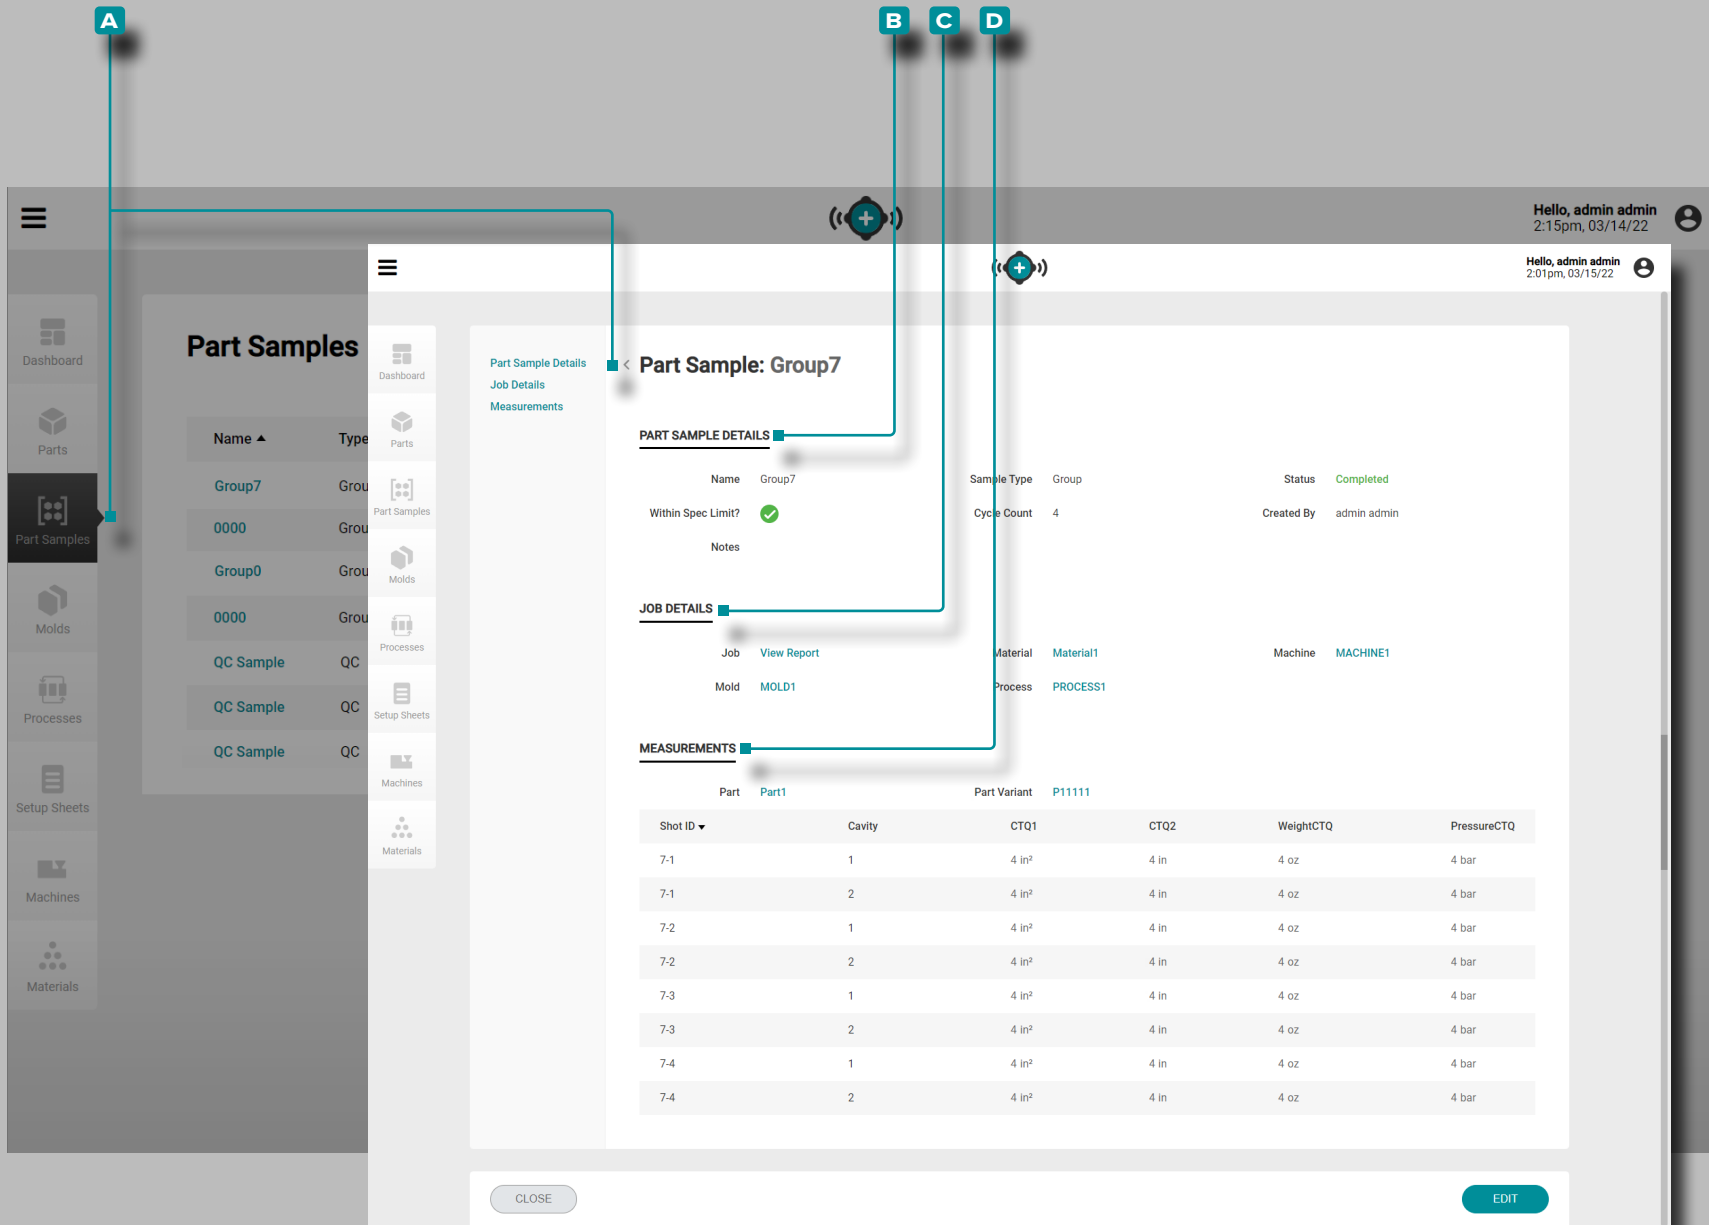 A
B C D
Hello, admin admin
2:15pm, 03/14/22
Dashboard
Parts
Part Samples
Molds
Processes
Setup Sheets
Machines
Materials
Part Samples
Name Type
Group7 Grou
0000 Grou
Group0 Grou
0000 Grou
QC Sample QC
QC Sample QC
QC Sample QC
Hello, admin admin
2:01pm, 03/15/22
Dashboard
Parts
Part Samples
Molds
Processes
Setup Sheets
Machines
Materials
Part Sample Details
Job Details
Measurements
Part Sample: Group7
PART SAMPLE DETAILS
Name Group7 Sample Type Group Status Completed
Within Spec Limit? Cycle Count 4 Created By admin admin
Notes
JOB DETAILS
Job View Report Material Material1 Machine MACHINE1
Mold MOLD1 Process PROCESS1
MEASUREMENTS
Part Part1 Part Variant P11111
Shot ID Cavity CTQ1 CTQ2 WeightCTQ PressureCTQ
7-1 1 4 in² 4 in 4 oz 4 bar
7-1 2 4 in² 4 in 4 oz 4 bar
7-2 1 4 in² 4 in 4 oz 4 bar
7-2 2 4 in² 4 in 4 oz 4 bar
7-3 1 4 in² 4 in 4 oz 4 bar
7-3 2 4 in² 4 in 4 oz 4 bar
7-4 1 4 in² 4 in 4 oz 4 bar
7-4 2 4 in² 4 in 4 oz 4 bar
CLOSE EDIT